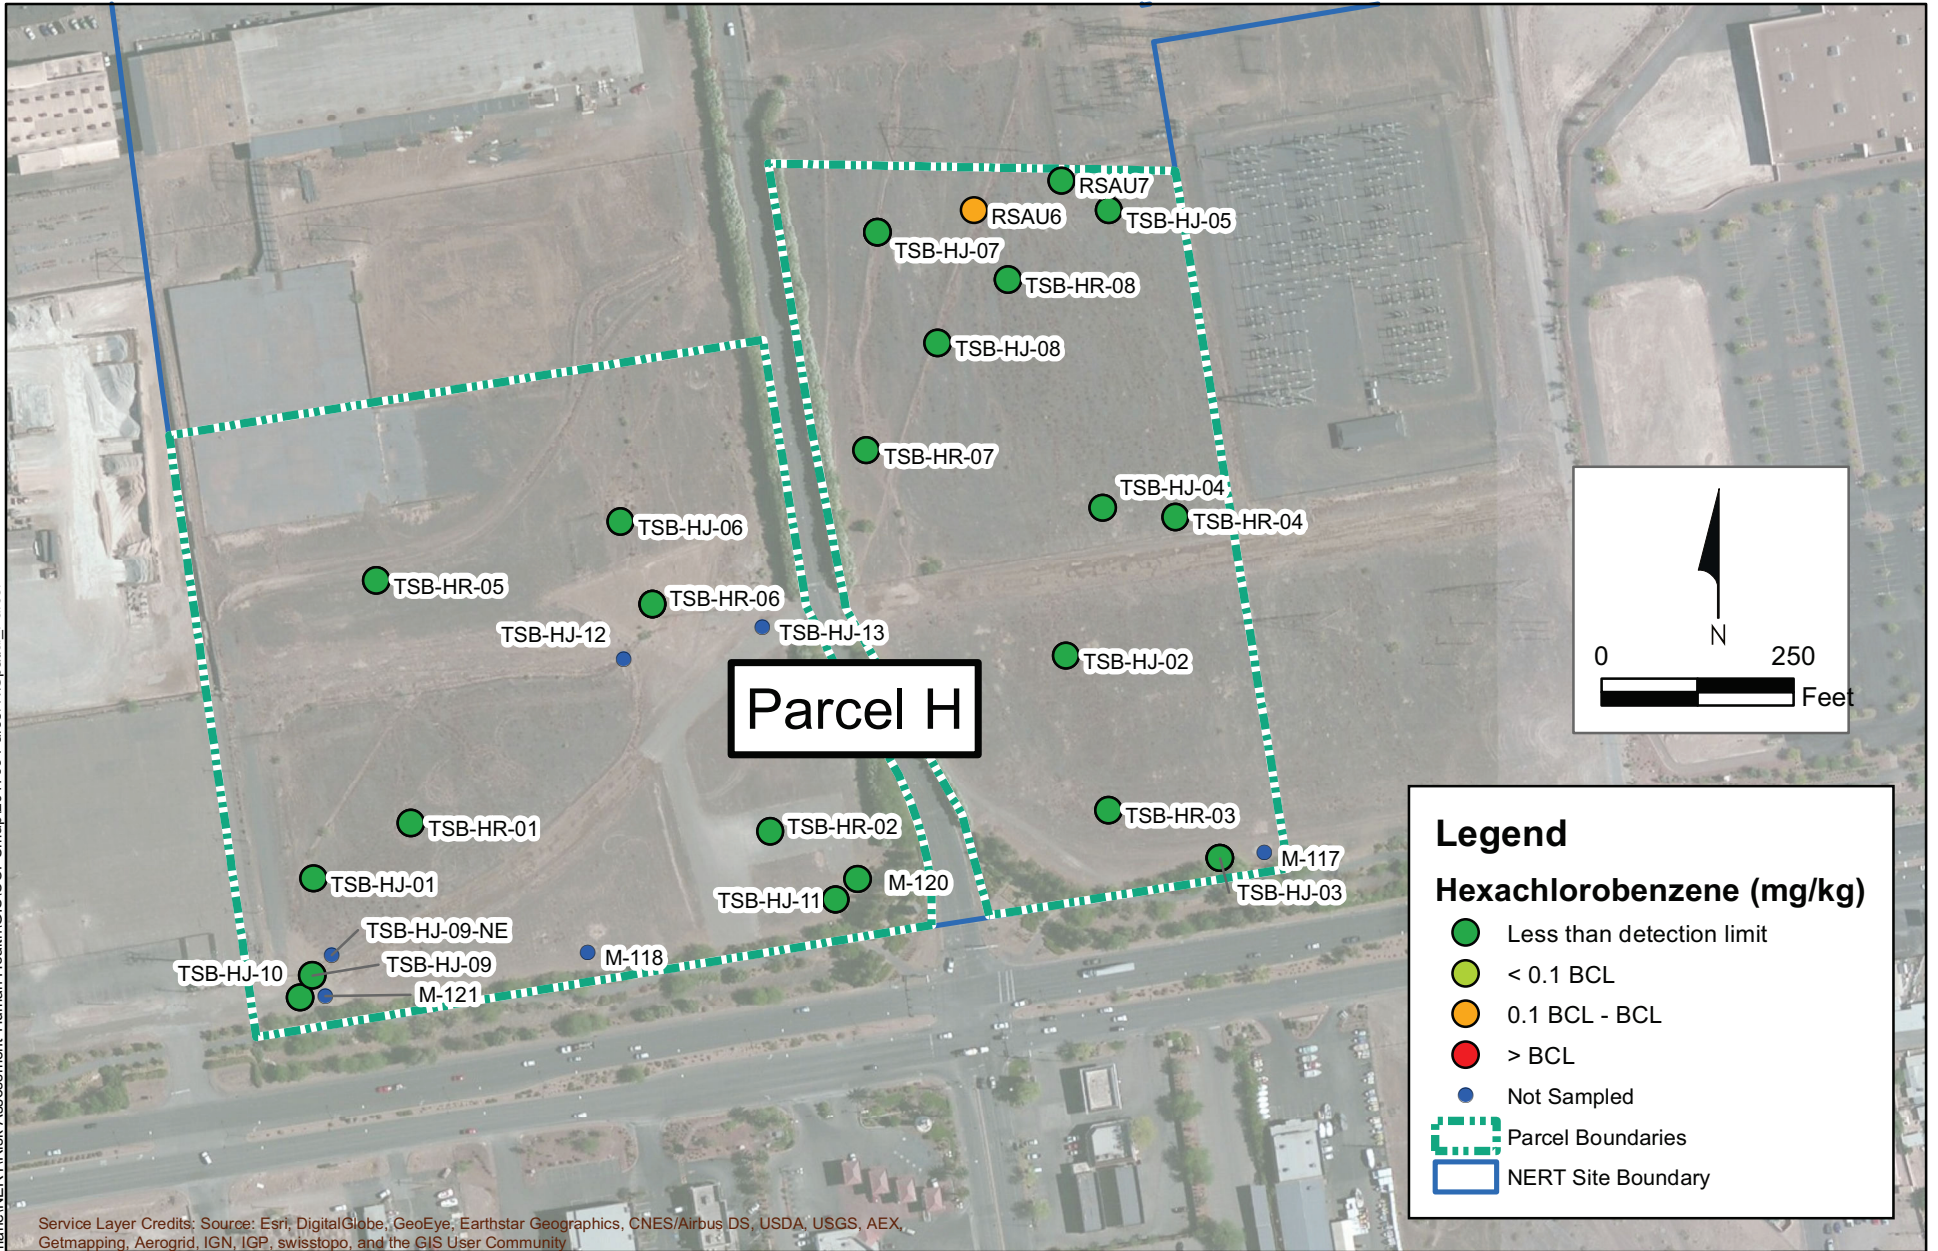 RSAU7
RSAU6
TSB-HJ-05
TSB-HJ-07
TSB-HR-08
TSB-HJ-08
TSB-HR-07
TSB-HJ-04
TSB-HR-04
TSB-HJ-06
TSB-HR-05
TSB-HR-06
TSB-HJ-12
TSB-HJ-13
TSB-HJ-02
Parcel H
TSB-HR-01
TSB-HR-02
TSB-HR-03
M-117
TSB-HJ-01
M-120
TSB-HJ-11
TSB-HJ-03
TSB-HJ-09-NE
TSB-HJ-10
TSB-HJ-09
M-118
M-121
N
0 250
Feet
Legend
Hexachlorobenzene (mg/kg)
Less than detection limit
< 0.1 BCL
0.1 BCL - BCL
> BCL
Not Sampled
Parcel Boundaries
NERT Site Boundary
Service Layer Credits: Source: Esri, DigitalGlobe, GeoEye, Earthstar Geographics, CNES/Airbus DS, USDA, USGS, AEX,
Getmapping, Aerogrid, IGN, IGP, swisstopo, and the GIS User Community